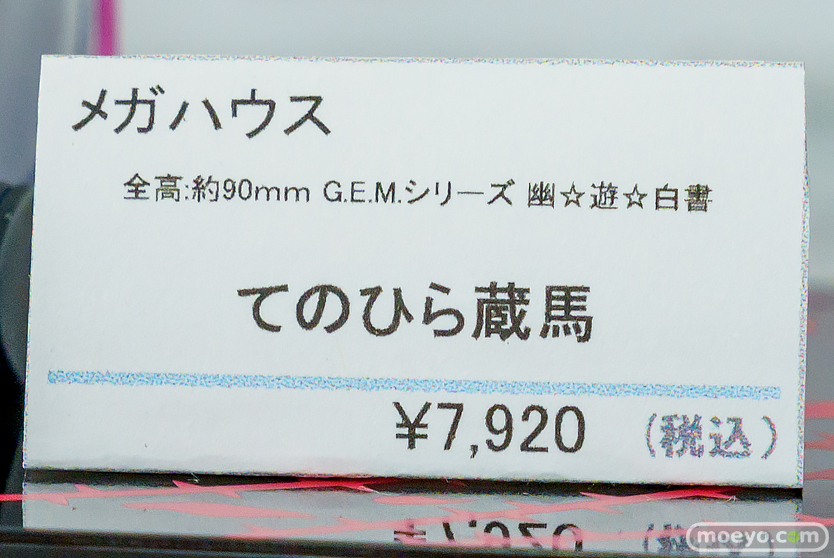 メガハウス
全高:約90mm G.E.M.シリーズ 幽☆遊☆白書
てのひら蔵馬
¥7,920 (税込)
moeyo.com